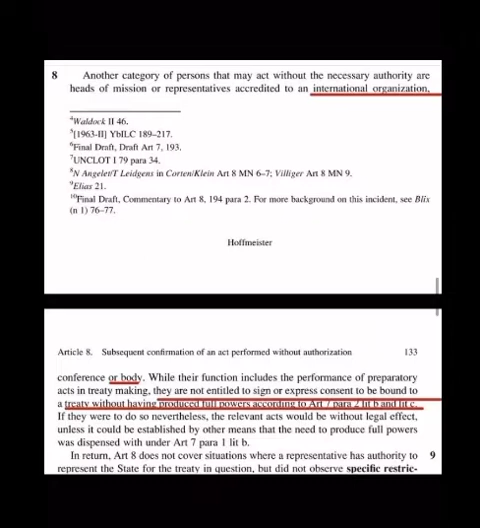 8 Another category of persons that may act without the necessary authority are
heads of mission or representatives accredited to an international organization,
4Waldock II 46.
5[1963-II] YbILC 189–217.
6Final Draft, Draft Art 7, 193.
7UNCLOT I 79 para 34.
8N Angelet/T Leidgens in Corten/Klein Art 8 MN 6–7; Villiger Art 8 MN 9.
9Elias 21.
10Final Draft, Commentary to Art 8, 194 para 2. For more background on this incident, see Blix
(n 1) 76–77.
Hoffmeister
Article 8. Subsequent confirmation of an act performed without authorization 133
conference or body. While their function includes the performance of preparatory
acts in treaty making, they are not entitled to sign or express consent to be bound to
a treaty without having produced full powers according to Art 7 para 2 lit b and lit c.
If they were to do so nevertheless, the relevant acts would be without legal effect,
unless it could be established by other means that the need to produce full powers
was dispensed with under Art 7 para 1 lit b.
In return, Art 8 does not cover situations where a representative has authority to 9
represent the State for the treaty in question, but did not observe specific restric-